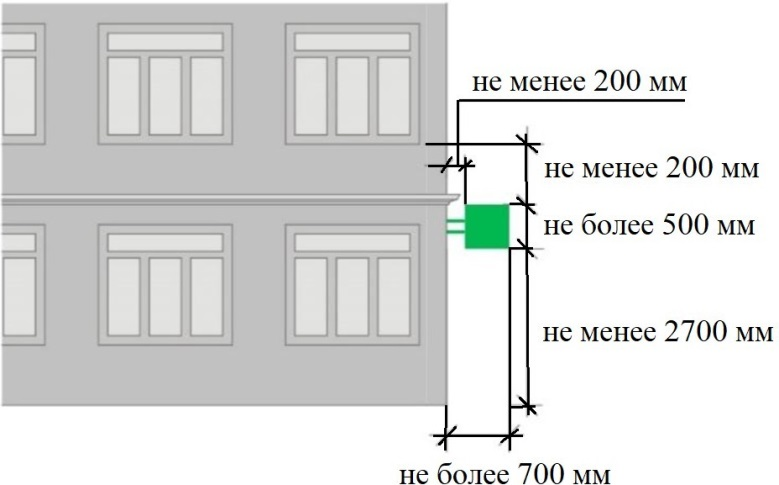 не менее 200 мм
не менее 200 мм
не более 500 мм
не менее 2700 мм
не более 700 мм